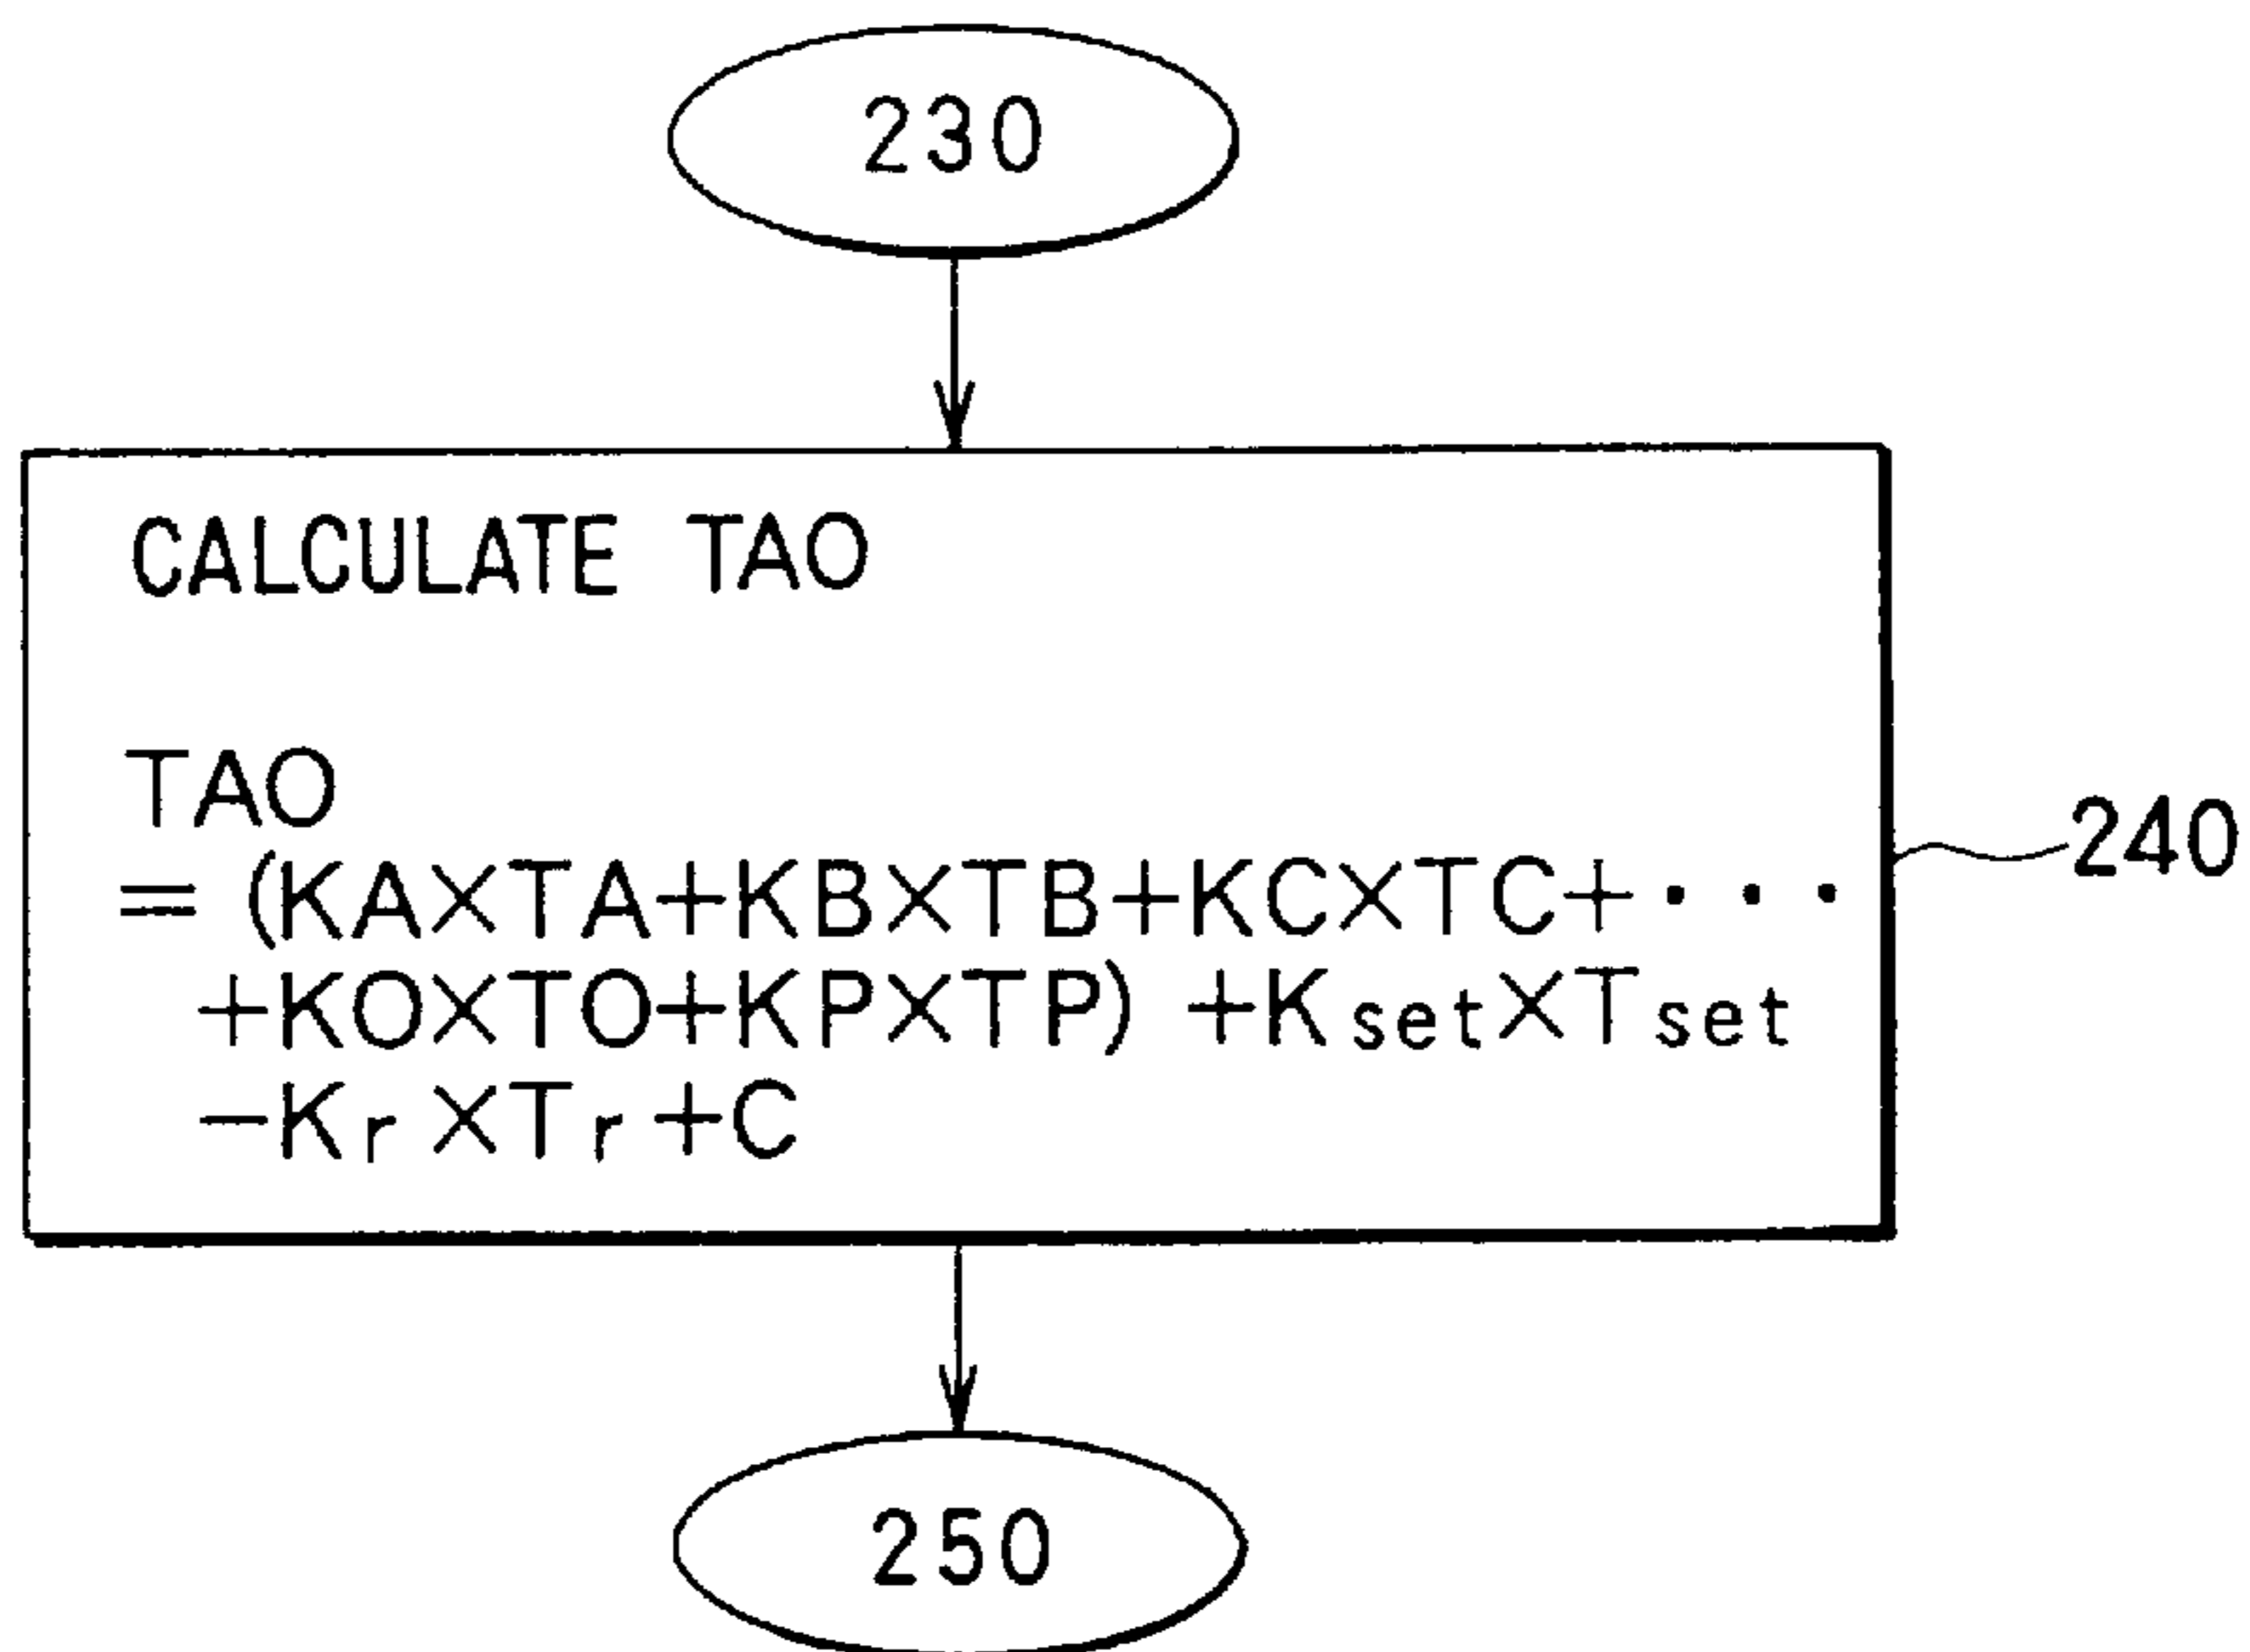 230
CALCULATE TAO
TAO
=(KA×TA+KB×TB+KC×TC+・・・
+KO×TO+KP×TP)+Kset×Tset
-Kr×Tr+C
240
250